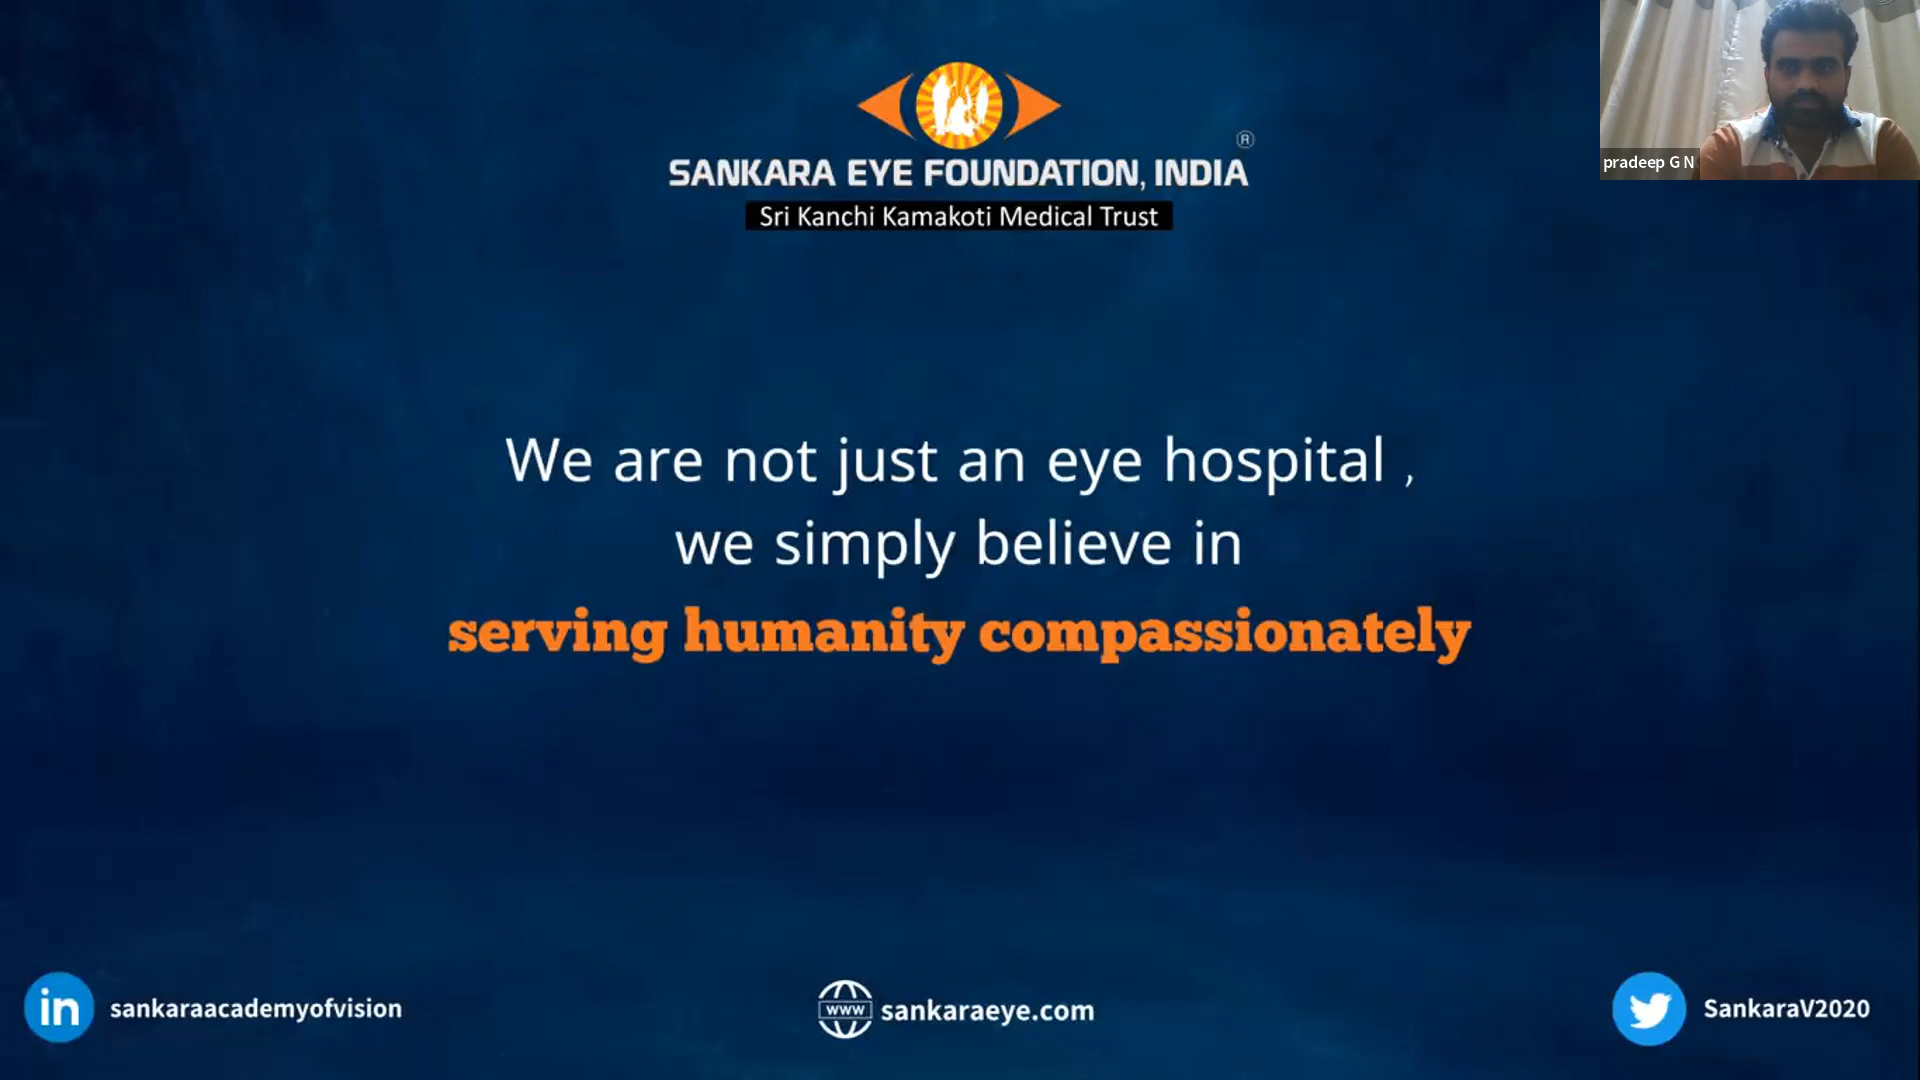 pradeep G N
®
SANKARA EYE FOUNDATION, INDIA
Sri Kanchi Kamakoti Medical Trust
We are not just an eye hospital ,
we simply believe in
serving humanity compassionately
in sankaraacademyofvision
www sankaraeye.com
SankaraV2020